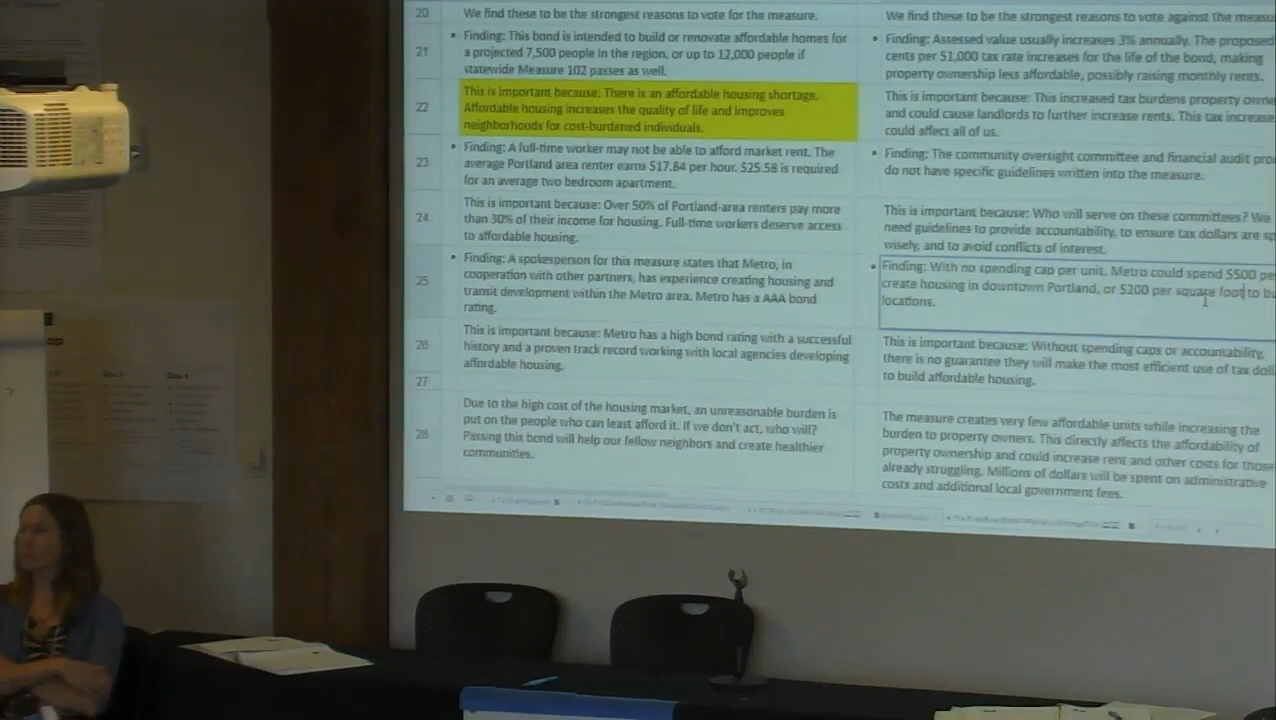 20
We find these to be the strongest reasons to vote for the measure.
21
• Finding: This bond is intended to build or renovate affordable homes for
a projected 7,500 people in the region, or up to 12,000 people if
statewide Measure 102 passes as well.
22
This is important because: There is an affordable housing shortage.
Affordable housing increases the quality of life and improves
neighborhoods for cost-burdened individuals.
23
• Finding: A full-time worker may not be able to afford market rent. The
average Portland area renter earns $17.84 per hour. $25.58 is required
for an average two bedroom apartment.
24
This is important because: Over 50% of Portland-area renters pay more
than 30% of their income for housing. Full-time workers deserve access
to affordable housing.
25
• Finding: A spokesperson for this measure states that Metro, in
cooperation with other partners, has experience creating housing and
transit development within the Metro area. Metro has a AAA bond
rating.
26
This is important because: Metro has a high bond rating with a successful
history and a proven track record working with local agencies developing
affordable housing.
27
28
Due to the high cost of the housing market, an unreasonable burden is
put on the people who can least afford it. If we don't act, who will?
Passing this bond will help our fellow neighbors and create healthier
communities.
We find these to be the strongest reasons to vote against the measu
• Finding: Assessed value usually increases 3% annually. The proposed
cents per $1,000 tax rate increases for the life of the bond, making
property ownership less affordable, possibly raising monthly rents.
This is important because: This increased tax burdens property owne
and could cause landlords to further increase rents. This tax increase
could affect all of us.
• Finding: The community oversight committee and financial audit pro
do not have specific guidelines written into the measure.
This is important because: Who will serve on these committees? We
need guidelines to provide accountability, to ensure tax dollars are sp
wisely, and to avoid conflicts of interest.
• Finding: With no spending cap per unit, Metro could spend $500 pe
create housing in downtown Portland, or $200 per square foot to bu
locations.
This is important because: Without spending caps or accountability,
there is no guarantee they will make the most efficient use of tax doll
to build affordable housing.
The measure creates very few affordable units while increasing the
burden to property owners. This directly affects the affordability of
property ownership and could increase rent and other costs for those
already struggling. Millions of dollars will be spent on administrative
costs and additional local government fees.